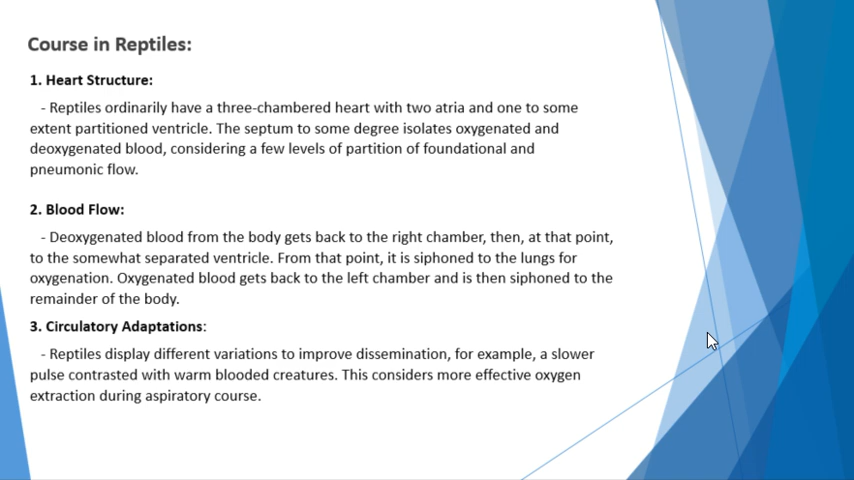 Course in Reptiles:
1. Heart Structure:
- Reptiles ordinarily have a three-chambered heart with two atria and one to some
extent partitioned ventricle. The septum to some degree isolates oxygenated and
deoxygenated blood, considering a few levels of partition of foundational and
pneumonic flow.
2. Blood Flow:
- Deoxygenated blood from the body gets back to the right chamber, then, at that point,
to the somewhat separated ventricle. From that point, it is siphoned to the lungs for
oxygenation. Oxygenated blood gets back to the left chamber and is then siphoned to the
remainder of the body.
3. Circulatory Adaptations:
- Reptiles display different variations to improve dissemination, for example, a slower
pulse contrasted with warm blooded creatures. This considers more effective oxygen
extraction during aspiratory course.